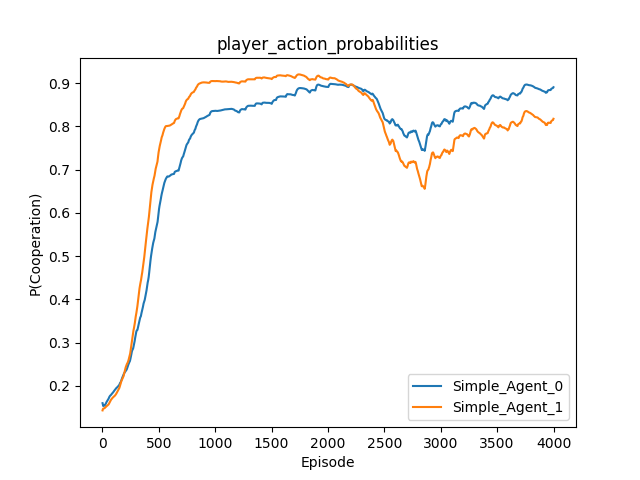 player_action_probabilities
P(Cooperation)
0.9
0.8
0.7
0.6
0.5
0.4
0.3
0.2
0 500 1000 1500 2000 2500 3000 3500 4000
Episode
Simple_Agent_0
Simple_Agent_1